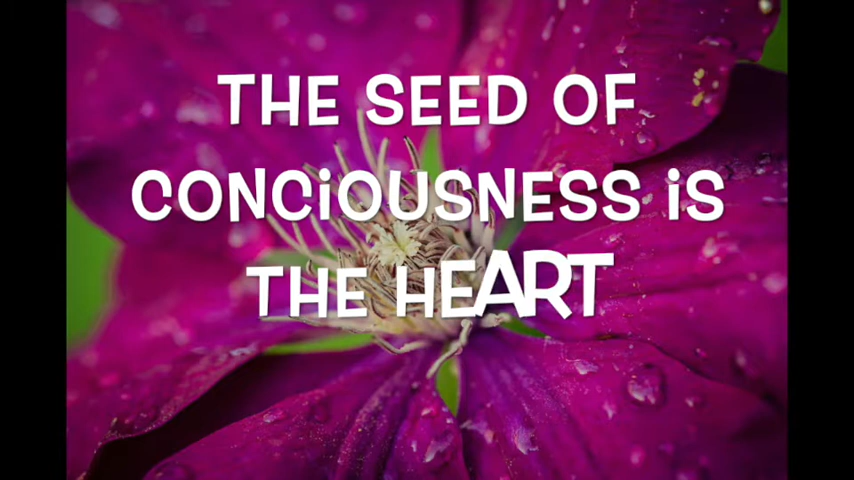 THE SEED OF
CONCiOUSNESS iS
THE HEART